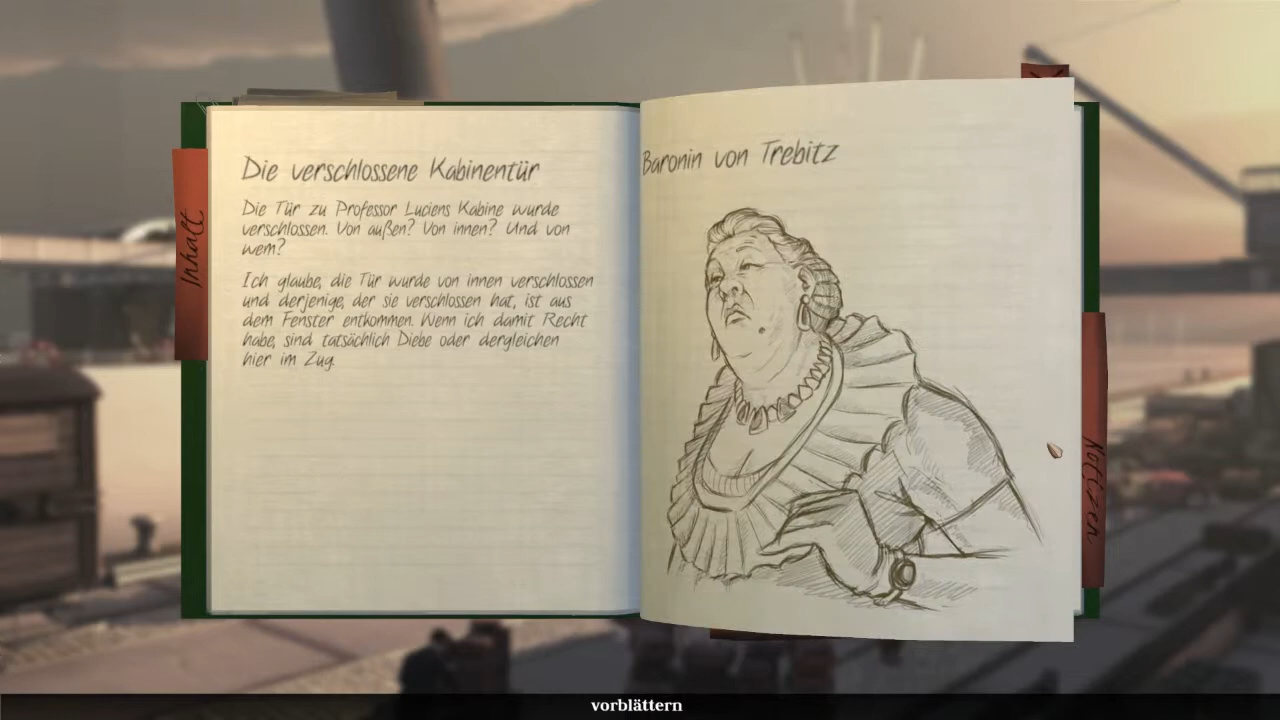 Inhalt
Die verschlossene Kabinentür
Die Tür zu Professor Luciens Kabine wurde
verschlossen. Von außen? Von innen? Und von
wem?
Ich glaube, die Tür wurde von innen verschlossen
und derjenige, der sie verschlossen hat, ist aus
dem Fenster entkommen. Wenn ich damit Recht
habe, sind tatsächlich Diebe oder dergleichen
hier im Zug.
Baronin von Trebitz
Notizen
vorblättern